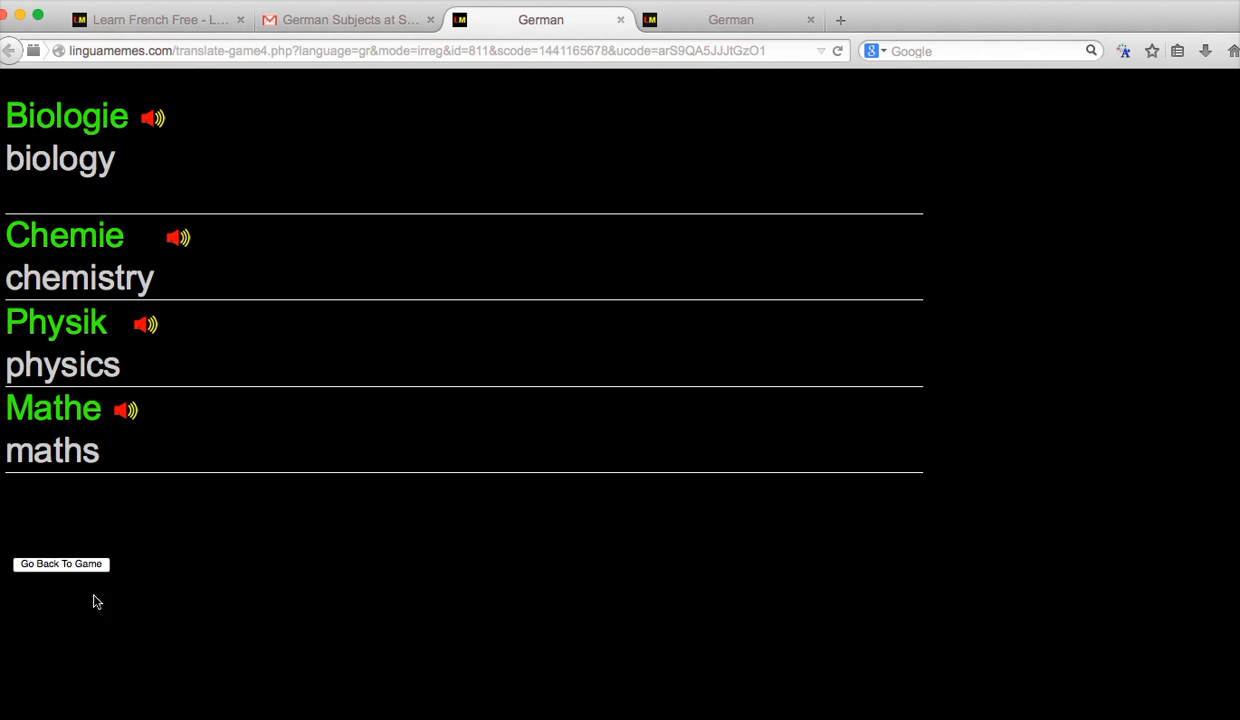 Learn French Free - L...
German Subjects at S...
German
German
linguamemes.com/translate-game4.php?language=gr&mode=irreg&id=811&scode=1441165678&ucode=arS9QA5JJJtGzO1
Google
Biologie
biology
Chemie
chemistry
Physik
physics
Mathe
maths
Go Back To Game